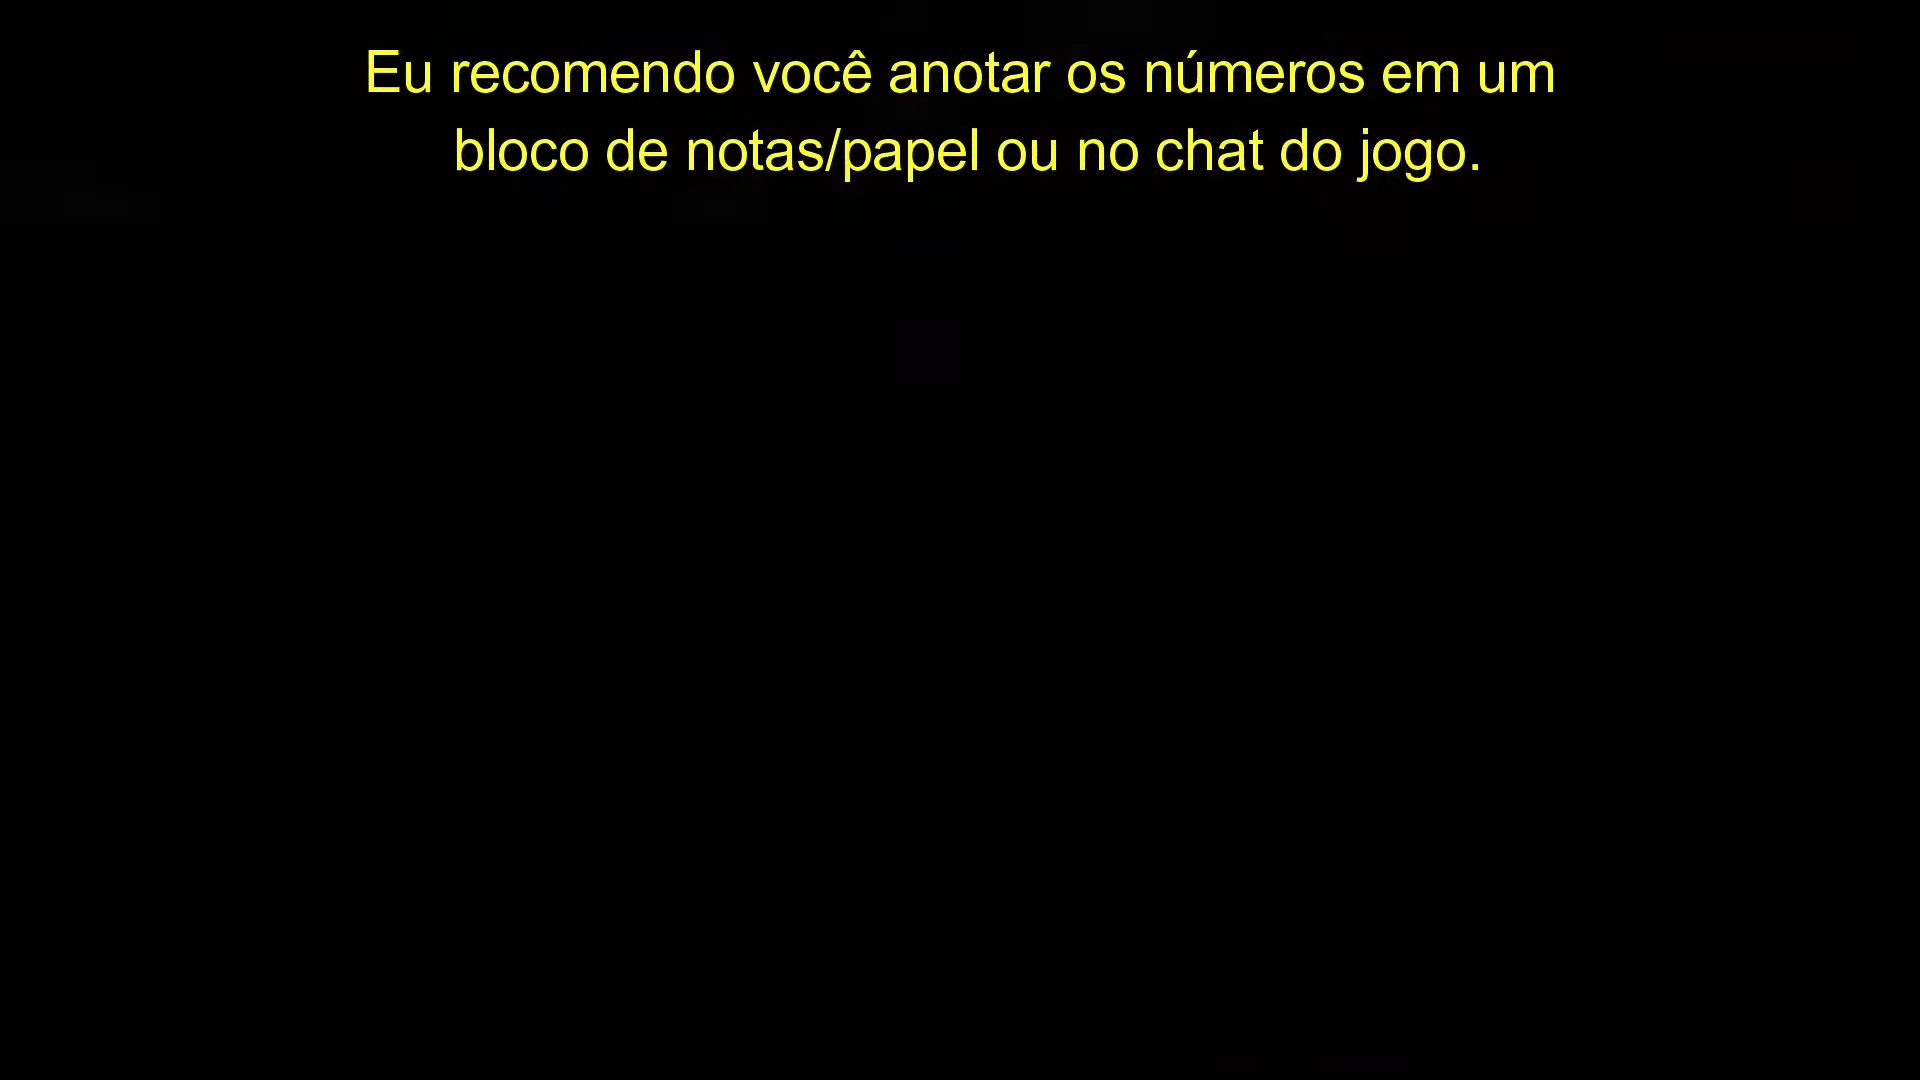 Eu recomendo você anotar os números em um
bloco de notas/papel ou no chat do jogo.